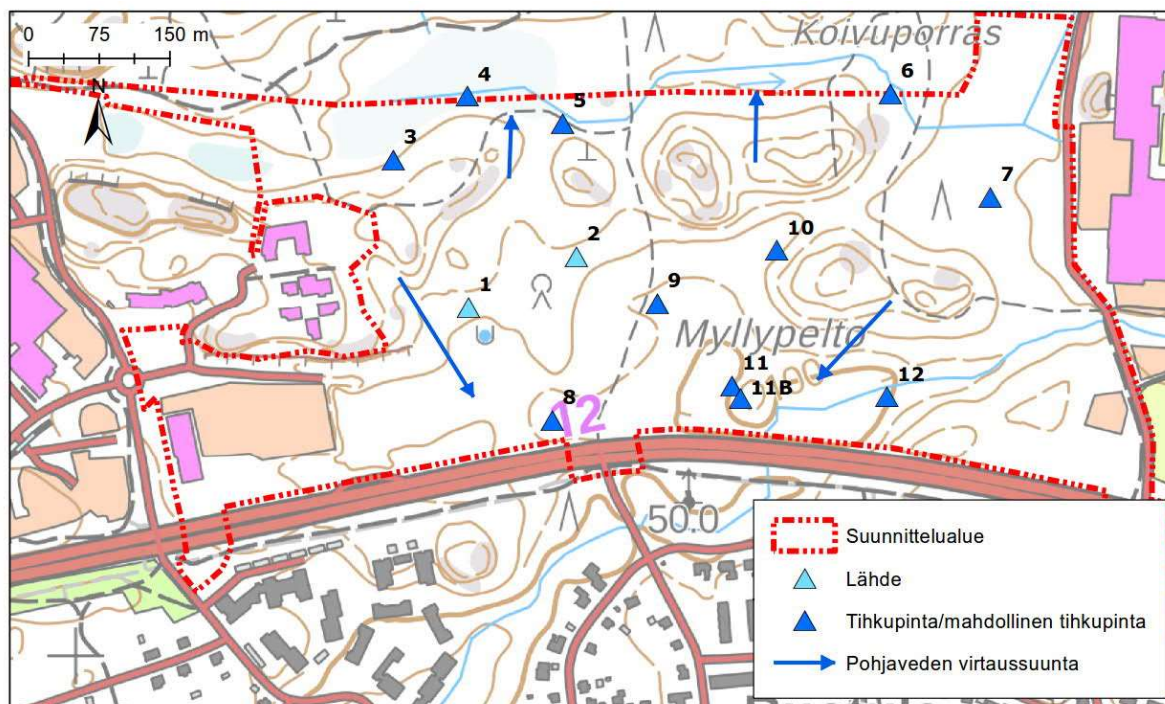 0 75 150 m
N
Koivuporras
4
6
5
3
7
2
10
1
9
Myllypelto
11
100
11B
12
8
12
50.0
Suunnittelualue
Lähde
Tihkupinta/mahdollinen tihkupinta
Pohjaveden virtaussuunta